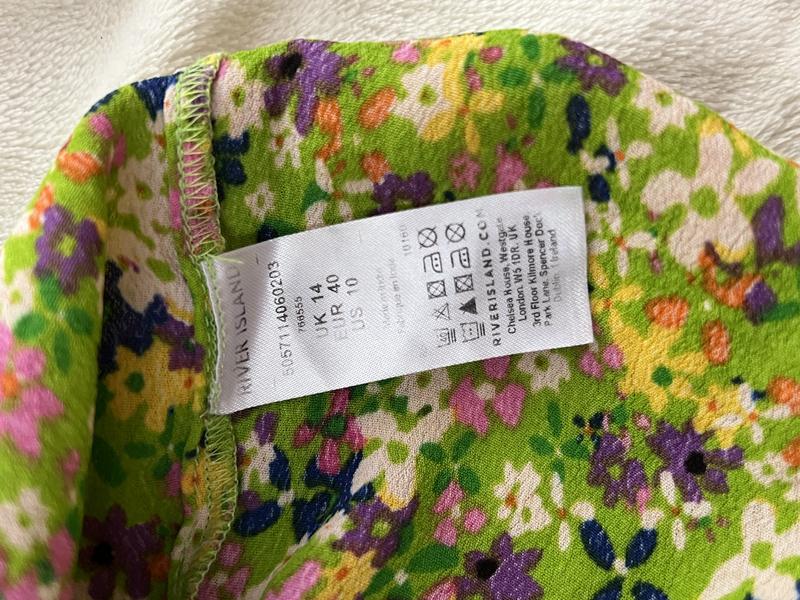 RIVER ISLAND
5057114060203
766555
UK 14
EUR 40
US 10
RIVERISLAND.COM
Chelsea House, Westgate
London. W5 1DR. UK
3rd Floor Kilmore House
Park Lane, Spencer Dock
Dublin 1 Ireland